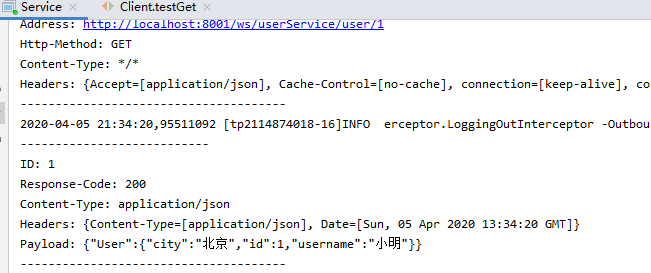 Service Client.testGet
Address: http://localhost:8001/ws/userService/user/1
Http-Method: GET
Content-Type: */*
Headers: {Accept=[application/json], Cache-Control=[no-cache], connection=[keep-alive], co
--------------------------------------
2020-04-05 21:34:20,95511092 [tp2114874018-16]INFO  erceptor.LoggingOutInterceptor -Outbou
---------------------------
ID: 1
Response-Code: 200
Content-Type: application/json
Headers: {Content-Type=[application/json], Date=[Sun, 05 Apr 2020 13:34:20 GMT]}
Payload: {"User":{"city":"北京","id":1,"username":"小明"}}
--------------------------------------